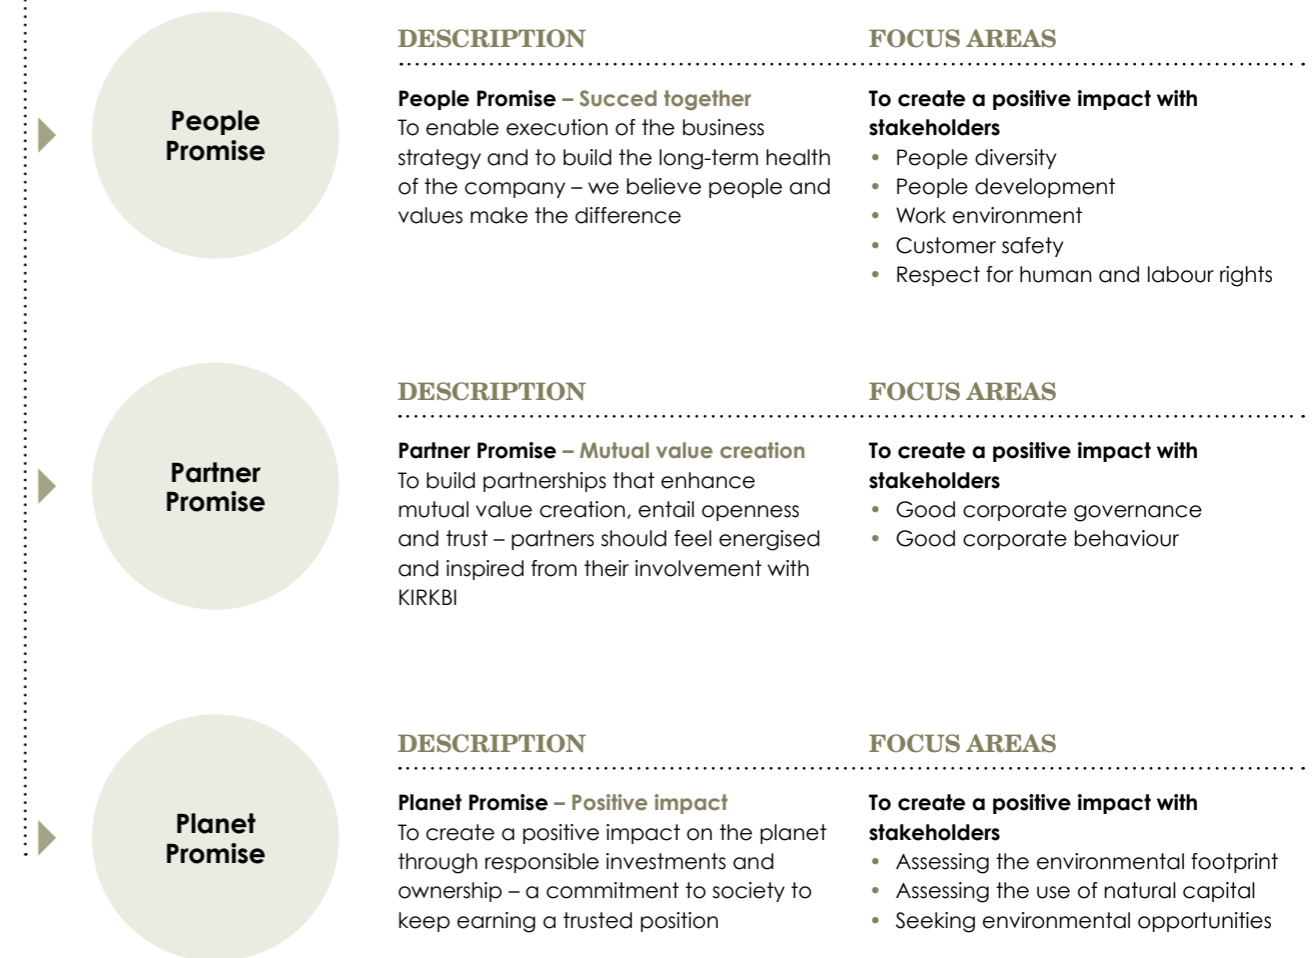 People
Promise
DESCRIPTION
People Promise – Succed together
To enable execution of the business
strategy and to build the long-term health
of the company – we believe people and
values make the difference
FOCUS AREAS
To create a positive impact with
stakeholders
• People diversity
• People development
• Work environment
• Customer safety
• Respect for human and labour rights
Partner
Promise
DESCRIPTION
Partner Promise – Mutual value creation
To build partnerships that enhance
mutual value creation, entail openness
and trust – partners should feel energised
and inspired from their involvement with
KIRKBI
FOCUS AREAS
To create a positive impact with
stakeholders
• Good corporate governance
• Good corporate behaviour
Planet
Promise
DESCRIPTION
Planet Promise – Positive impact
To create a positive impact on the planet
through responsible investments and
ownership – a commitment to society to
keep earning a trusted position
FOCUS AREAS
To create a positive impact with
stakeholders
• Assessing the environmental footprint
• Assessing the use of natural capital
• Seeking environmental opportunities